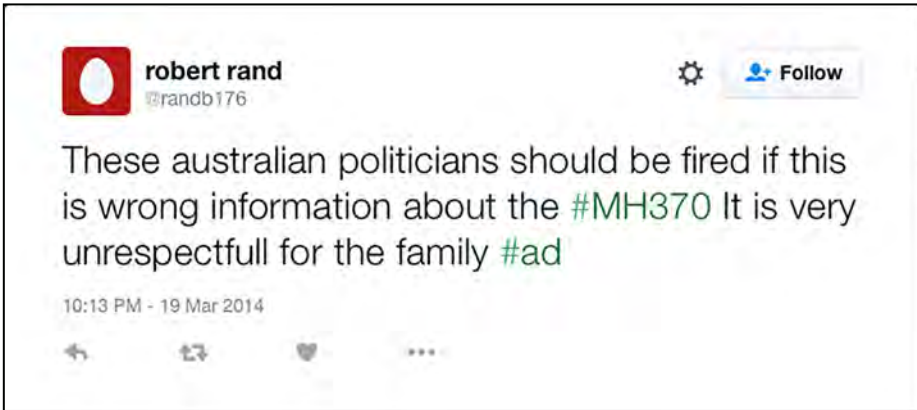 robert rand
@randb176
Follow
These australian politicians should be fired if this
is wrong information about the #MH370 It is very
unrespectfull for the family #ad
10:13 PM - 19 Mar 2014